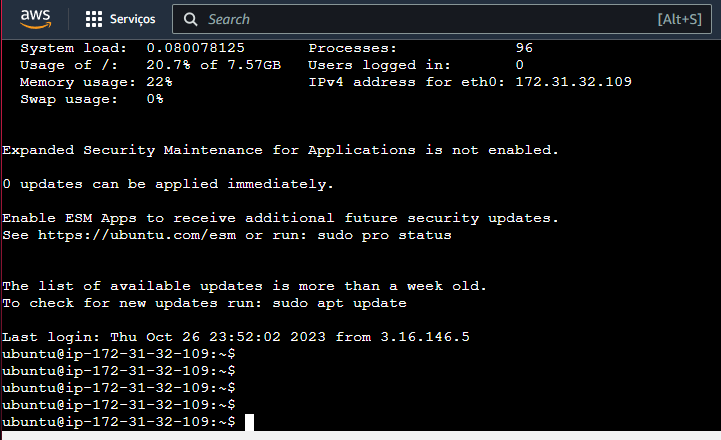 aws Serviços Search [Alt+S]
System load: 0.080078125 Processes: 96
Usage of /: 20.7% of 7.57GB Users logged in: 0
Memory usage: 22% IPv4 address for eth0: 172.31.32.109
Swap usage: 0%
Expanded Security Maintenance for Applications is not enabled.
0 updates can be applied immediately.
Enable ESM Apps to receive additional future security updates.
See https://ubuntu.com/esm or run: sudo pro status
The list of available updates is more than a week old.
To check for new updates run: sudo apt update
Last login: Thu Oct 26 23:52:02 2023 from 3.16.146.5
ubuntu@ip-172-31-32-109:~$
ubuntu@ip-172-31-32-109:~$
ubuntu@ip-172-31-32-109:~$
ubuntu@ip-172-31-32-109:~$
ubuntu@ip-172-31-32-109:~$